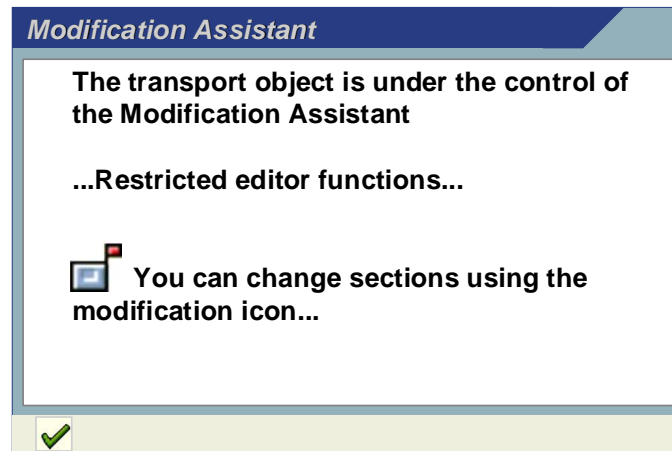 Modification Assistant
The transport object is under the control of
the Modification Assistant
...Restricted editor functions...
You can change sections using the
modification icon...